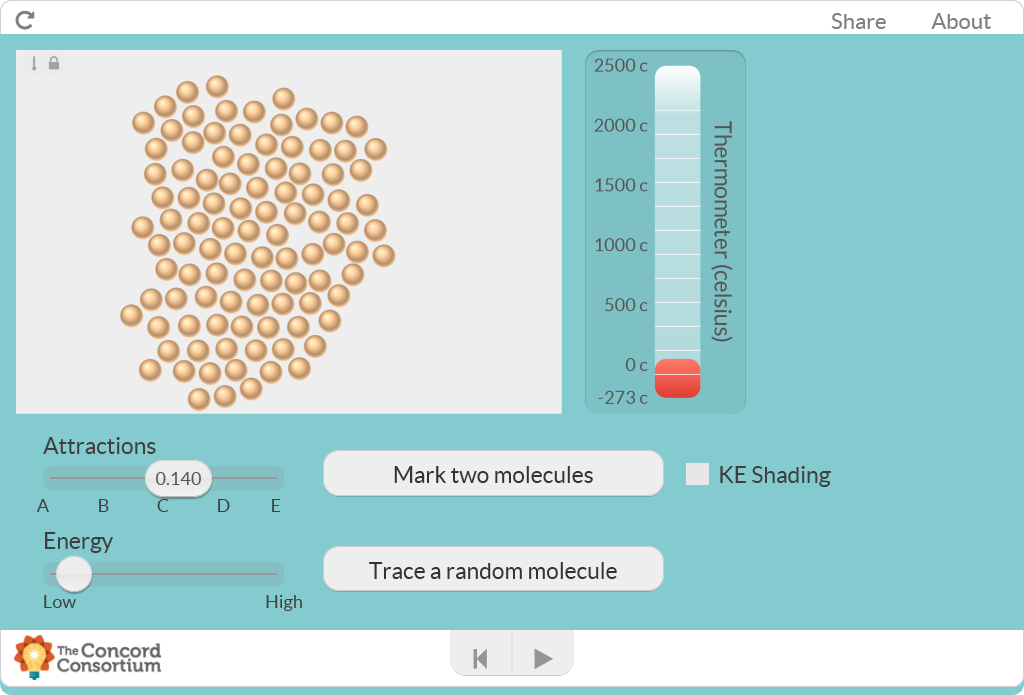 Share About
2500 c
2000 c
1500 c
1000 c
500 c
0 c
-273 c
Thermometer (celsius)
Attractions
0.140
A B C D E
Mark two molecules
KE Shading
Energy
Low High
Trace a random molecule
The Concord
Consortium